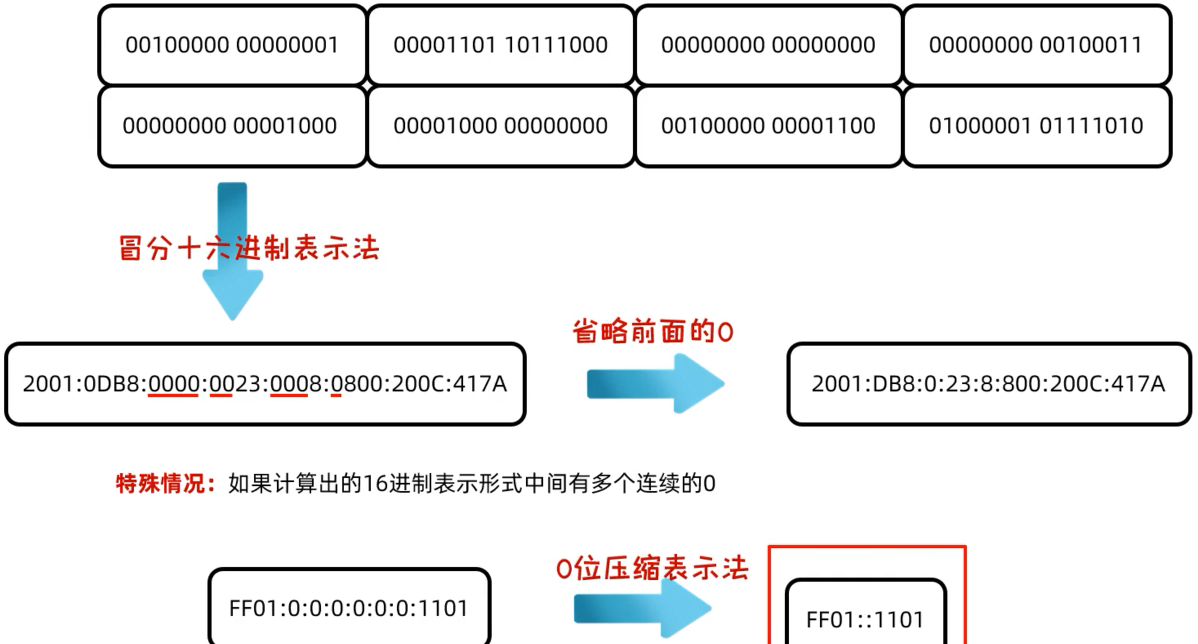 00100000 00000001 00001101 10111000 00000000 00000000 00000000 00100011
00000000 00001000 00001000 00000000 00100000 00001100 01000001 01111010
冒分十六进制表示法
省略前面的0
2001:0DB8:0000:0023:0008:0800:200C:417A
2001:DB8:0:23:8:800:200C:417A
特殊情况：如果计算出的16进制表示形式中间有多个连续的0
0位压缩表示法
FF01:0:0:0:0:0:0:1101
FF01::1101